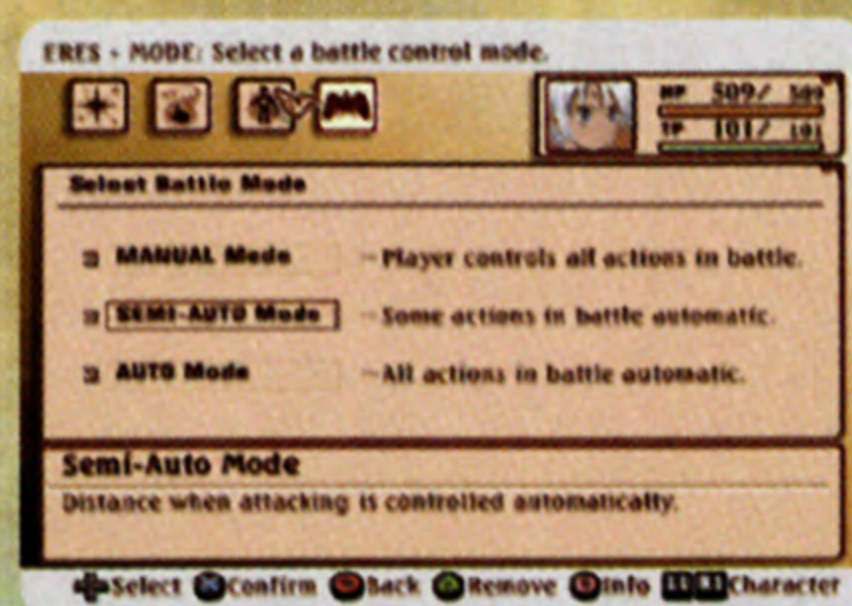 ERES - MODE: Select a battle control mode.
HP 509/ 509
TP 101/ 101
Select Battle Mode
MANUAL Mode -Player controls all actions in battle.
SEMI-AUTO Mode -Some actions in battle automatic.
AUTO Mode -All actions in battle automatic.
Semi-Auto Mode
Distance when attacking is controlled automatically.
Select Confirm Back Remove Info L1 R1 Character